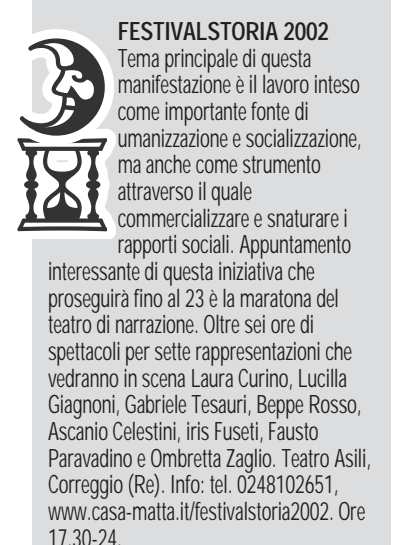 FESTIVALSTORIA 2002
Tema principale di questa
manifestazione è il lavoro inteso
come importante fonte di
umanizzazione e socializzazione,
ma anche come strumento
attraverso il quale
commercializzare e snaturare i
rapporti sociali. Appuntamento
interessante di questa iniziativa che
proseguirà fino al 23 è la maratona del
teatro di narrazione. Oltre sei ore di
spettacoli per sette rappresentazioni che
vedranno in scena Laura Curino, Lucilla
Giagnoni, Gabriele Tesauri, Beppe Rosso,
Ascanio Celestini, iris Fuseti, Fausto
Paravadino e Ombretta Zaglio. Teatro Asili,
Correggio (Re). Info: tel. 0248102651,
www.casa-matta.it/festivalstoria2002. Ore
17.30-24.